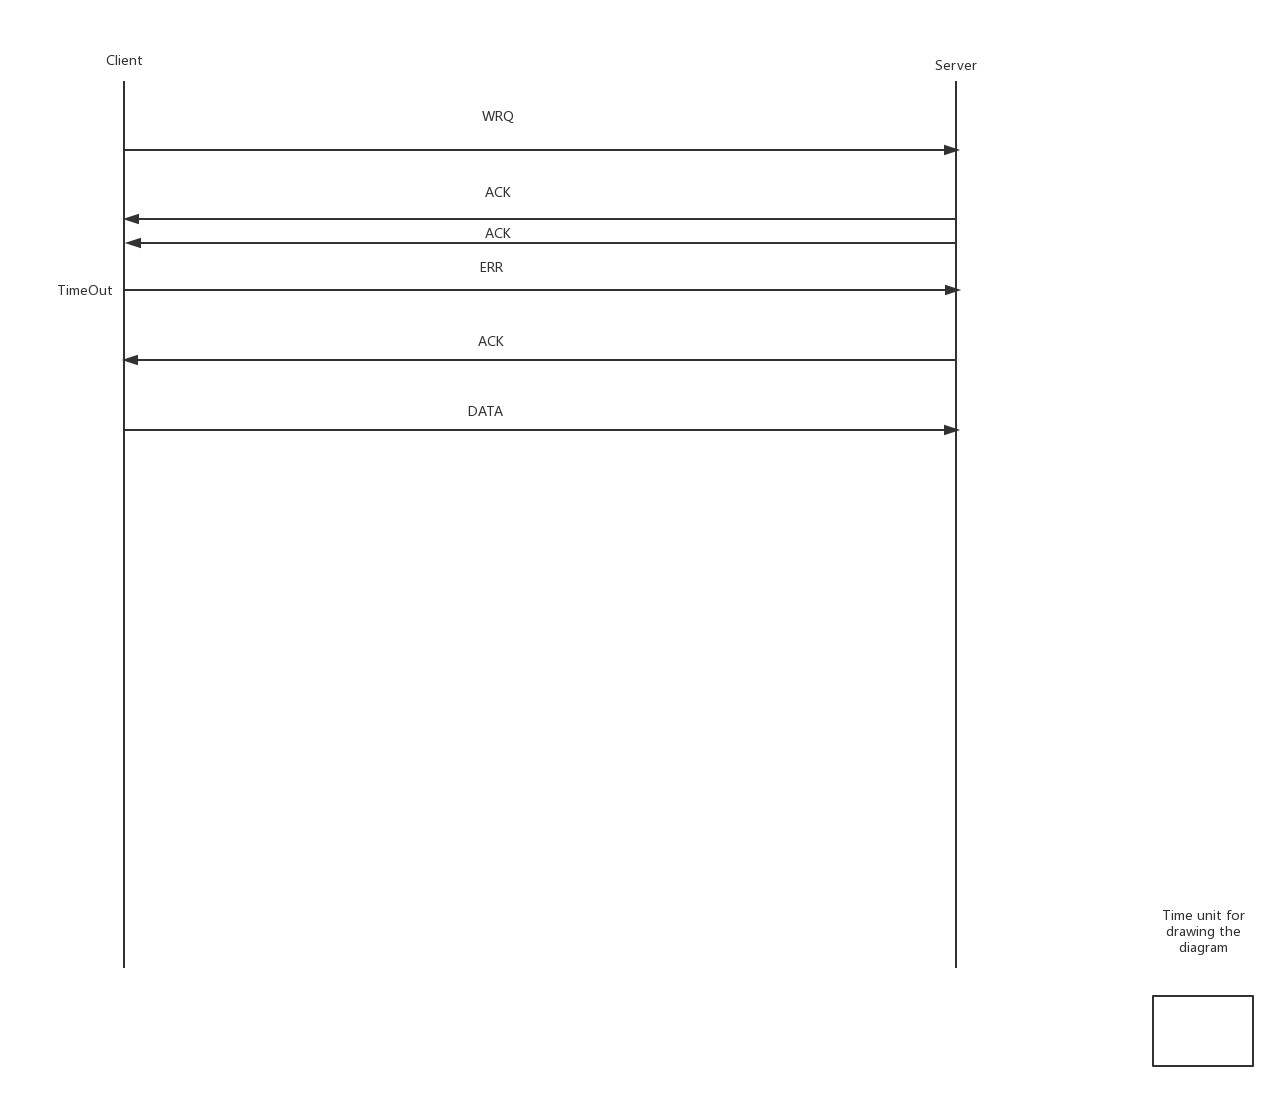 Client
Server
WRQ
ACK
ACK
ERR
TimeOut
ACK
DATA
Time unit for
drawing the
diagram